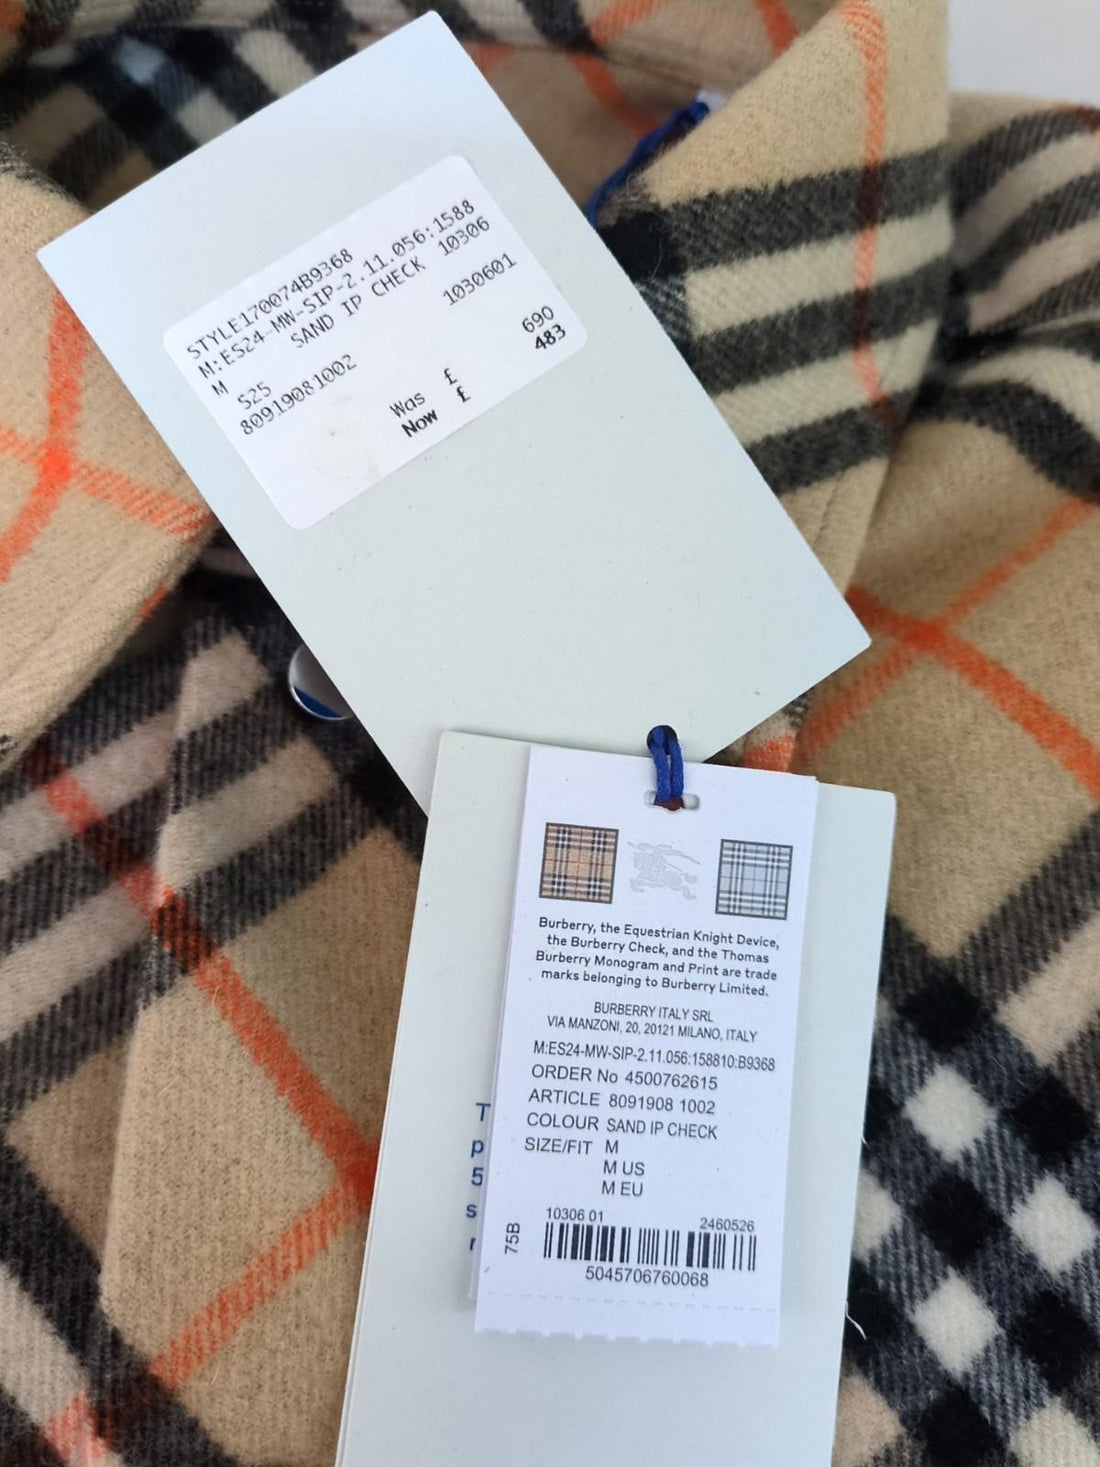 STYLE170074B9368
M:ES24-MW-SIP-2.11.056:1588
SAND IP CHECK 10306
M
S25 1030601
80919081002
Was £ 690
Now £ 483
Burberry, the Equestrian Knight Device,
the Burberry Check, and the Thomas
Burberry Monogram and Print are trade
marks belonging to Burberry Limited.
BURBERRY ITALY SRL
VIA MANZONI, 20, 20121 MILANO, ITALY
M:ES24-MW-SIP-2.11.056:158810:B9368
ORDER No 4500762615
ARTICLE 8091908 1002
COLOUR SAND IP CHECK
SIZE/FIT M
M US
M EU
10306 01 2460526
75B
5045706760068
T
p
5
s
r